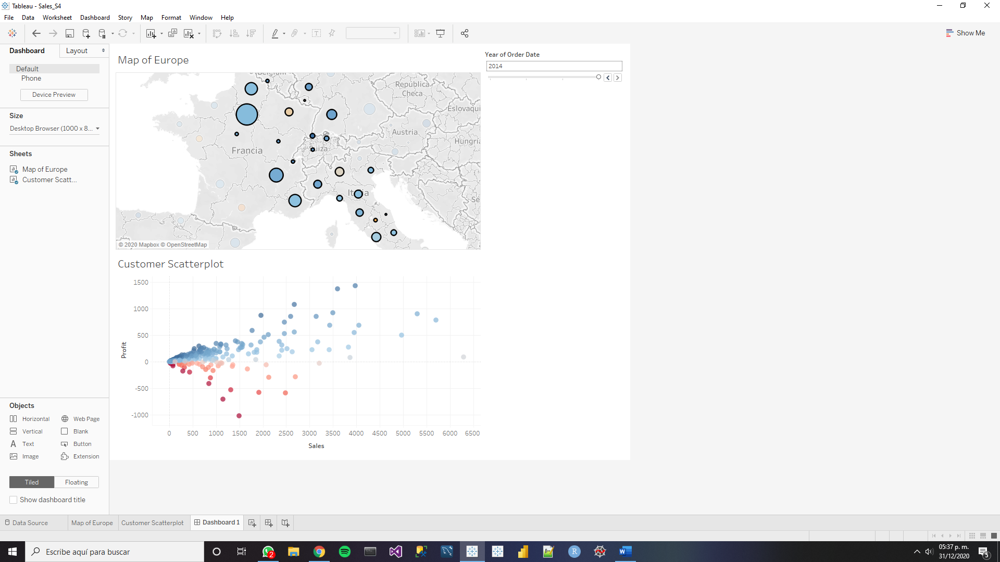 Tableau - Sales_S4
File Data Worksheet Dashboard Story Map Format Window Help
Show Me
Dashboard Layout
Default
Phone
Device Preview
Size
Desktop Browser (1000 x 8...
Sheets
Map of Europe
Customer Scatt...
Objects
Horizontal Web Page
Vertical Blank
Text Button
Image Extension
Tiled Floating
Show dashboard title
Map of Europe
República
Checa
Eslovaqui
Austria
Hungria
Francia
Suiza
Italia
Se
© 2020 Mapbox © OpenStreetMap
Year of Order Date
2014
Customer Scatterplot
1500
1000
500
0
-500
-1000
Profit
0 500 1000 1500 2000 2500 3000 3500 4000 4500 5000 5500 6000 6500
Sales
Data Source Map of Europe Customer Scatterplot Dashboard 1
Escribe aquí para buscar
2
05:37 p. m.
31/12/2020
5